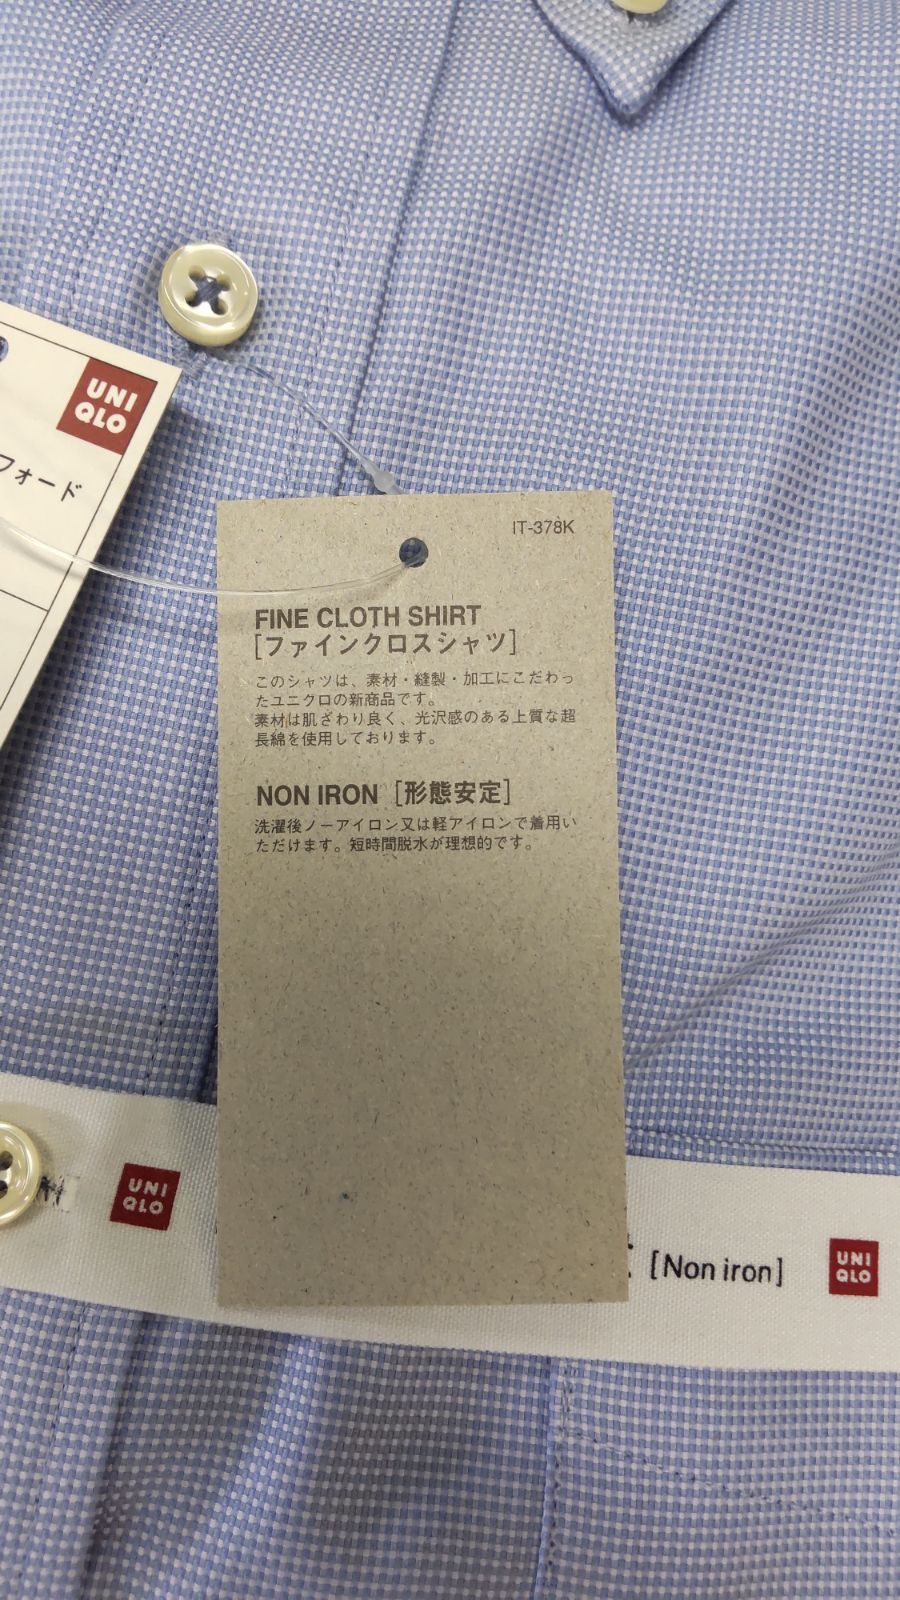 UNI
QLO
フォード
IT-378K
FINE CLOTH SHIRT
[ファインクロスシャツ]
このシャツは、素材・縫製・加工にこだわっ
たユニクロの新商品です。
素材は肌ざわり良く、光沢感のある上質な超
長綿を使用しております。
NON IRON [形態安定]
洗濯後ノーアイロン又は軽アイロンで着用い
ただけます。短時間脱水が理想的です。
UNI
QLO
[Non iron]
UNI
QLO